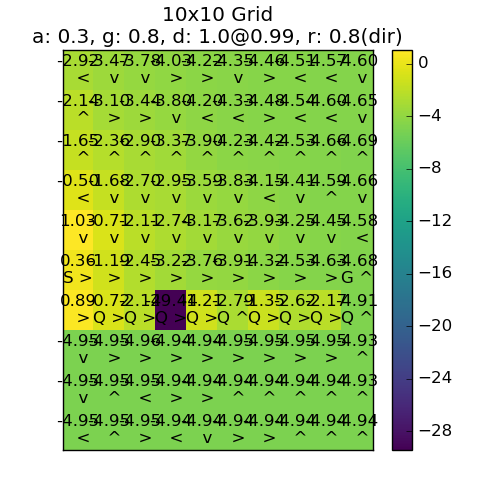 10x10 Grid
a: 0.3, g: 0.8, d: 1.0@0.99, r: 0.8(dir)
-2.92 -3.47 -3.78 -4.03 -4.22 -4.35 -4.46 -4.51 -4.57 -4.60
< v v > > v > < < v
-2.14 -3.10 -3.44 -3.80 -4.20 -4.33 -4.48 -4.54 -4.60 -4.65
^ > > v < < > < < v
-1.65 -2.36 -2.90 -3.37 -3.90 -4.23 -4.42 -4.53 -4.66 -4.69
^ ^ ^ ^ ^ ^ ^ ^ ^ ^
-0.50 -1.68 -2.70 -2.95 -3.59 -3.83 -4.15 -4.41 -1.59 -4.66
< v v v v v < v ^ v
1.03 -0.71 -2.11 -2.74 -3.17 -3.62 -3.93 -4.25 -4.45 -4.58
v v v v v v v v v <
0.36 -1.19 -2.45 -3.22 -3.76 -3.91 -4.32 -4.53 -4.63 -4.68
S > > > > > > > > > G ^
0.89 -0.72 -2.12 -29.44 -1.21 -2.79 -1.35 -2.62 -2.17 -4.91
> Q > Q > Q > Q > Q ^ Q > Q > Q > Q ^
-4.95 -4.95 -4.96 -4.94 -4.94 -4.95 -4.95 -4.95 -4.95 -4.93
v > > > > > > > > ^
-4.95 -4.95 -4.95 -4.94 -4.94 -4.94 -4.94 -4.94 -4.94 -4.93
v ^ < > > ^ ^ ^ ^ ^
-4.95 -4.95 -4.95 -4.94 -4.94 -4.94 -4.94 -4.94 -4.94 -4.94
< ^ > < v > > ^ ^ ^
0
−4
−8
−12
−16
−20
−24
−28